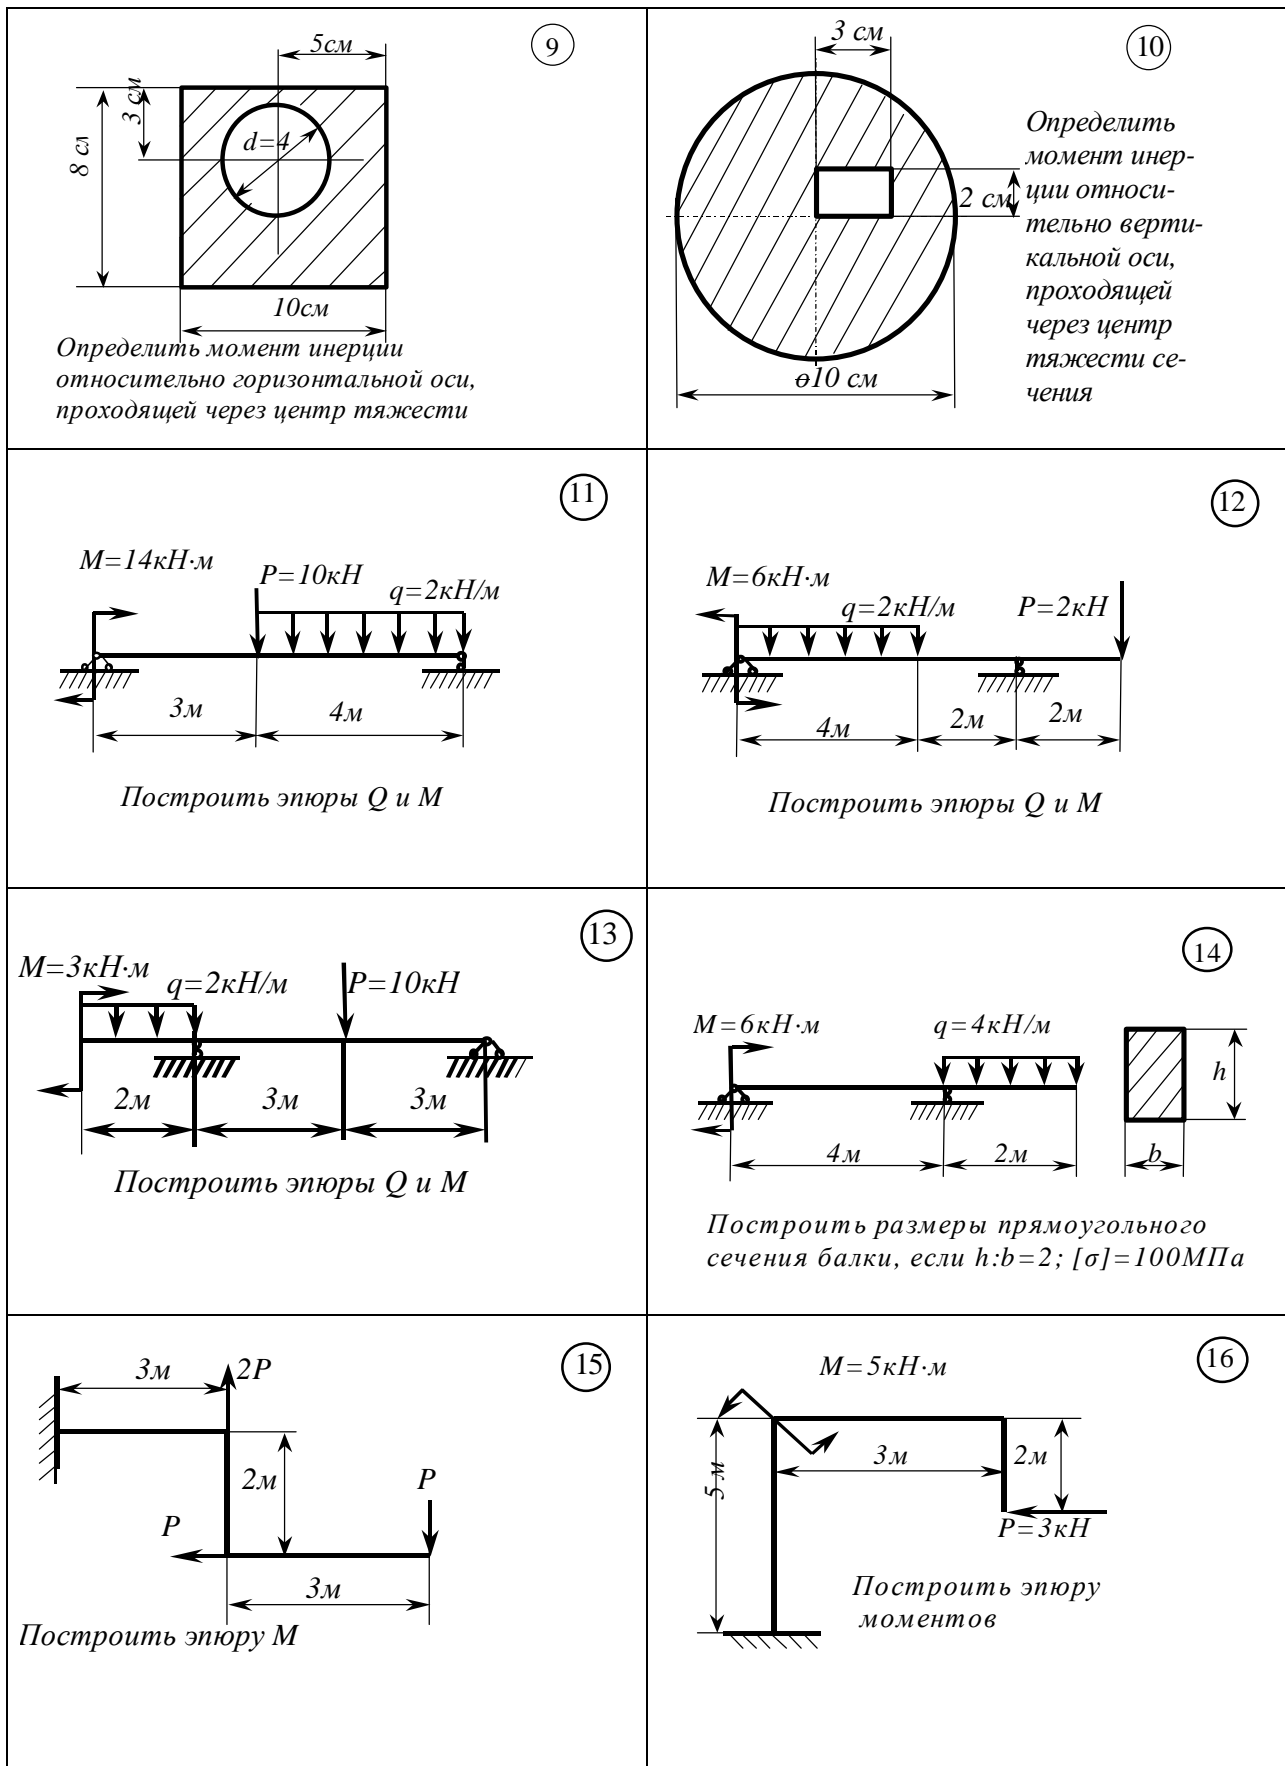 9
5см
3 см
8 см
d=4
10см
Определить момент инерции
относительно горизонтальной оси,
проходящей через центр тяжести
10
3 см
2 см
ө10 см
Определить
момент инер-
ции относи-
тельно верти-
кальной оси,
проходящей
через центр
тяжести се-
чения
11
M=14кН·м
P=10кН
q=2кН/м
3м
4м
Построить эпюры Q и M
12
M=6кН·м
q=2кН/м
P=2кН
4м
2м
2м
Построить эпюры Q и M
13
M=3кН·м
q=2кН/м
P=10кН
2м
3м
3м
Построить эпюры Q и M
14
M=6кН·м
q=4кН/м
h
b
4м
2м
Построить размеры прямоугольного
сечения балки, если h:b=2; [σ]=100МПа
15
3м
2P
2м
P
P
3м
Построить эпюру M
16
M=5кН·м
5 м
3м
2м
P=3кН
Построить эпюру
моментов